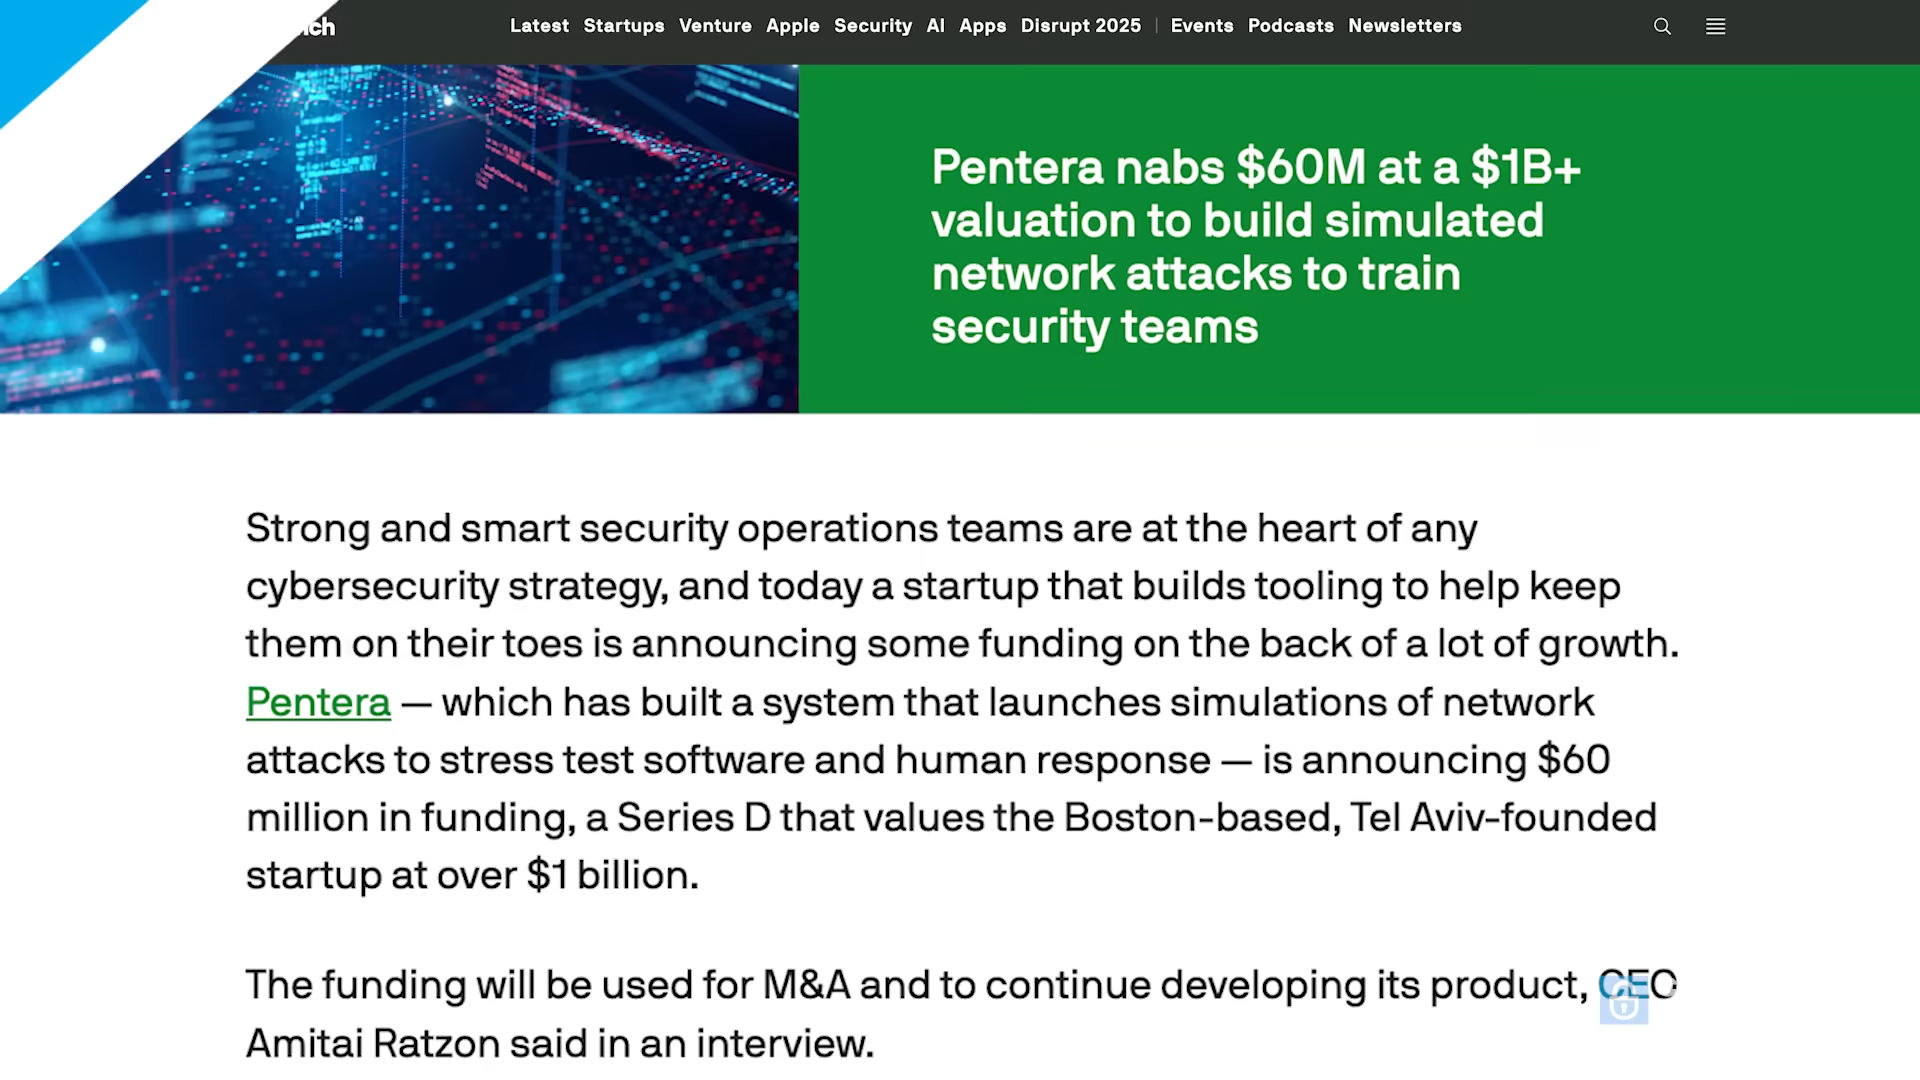 Latest Startups Venture Apple Security AI Apps Disrupt 2025 | Events Podcasts Newsletters
Pentera nabs $60M at a $1B+
valuation to build simulated
network attacks to train
security teams
Strong and smart security operations teams are at the heart of any
cybersecurity strategy, and today a startup that builds tooling to help keep
them on their toes is announcing some funding on the back of a lot of growth.
Pentera — which has built a system that launches simulations of network
attacks to stress test software and human response — is announcing $60
million in funding, a Series D that values the Boston-based, Tel Aviv-founded
startup at over $1 billion.
The funding will be used for M&A and to continue developing its product, CEO
Amitai Ratzon said in an interview.